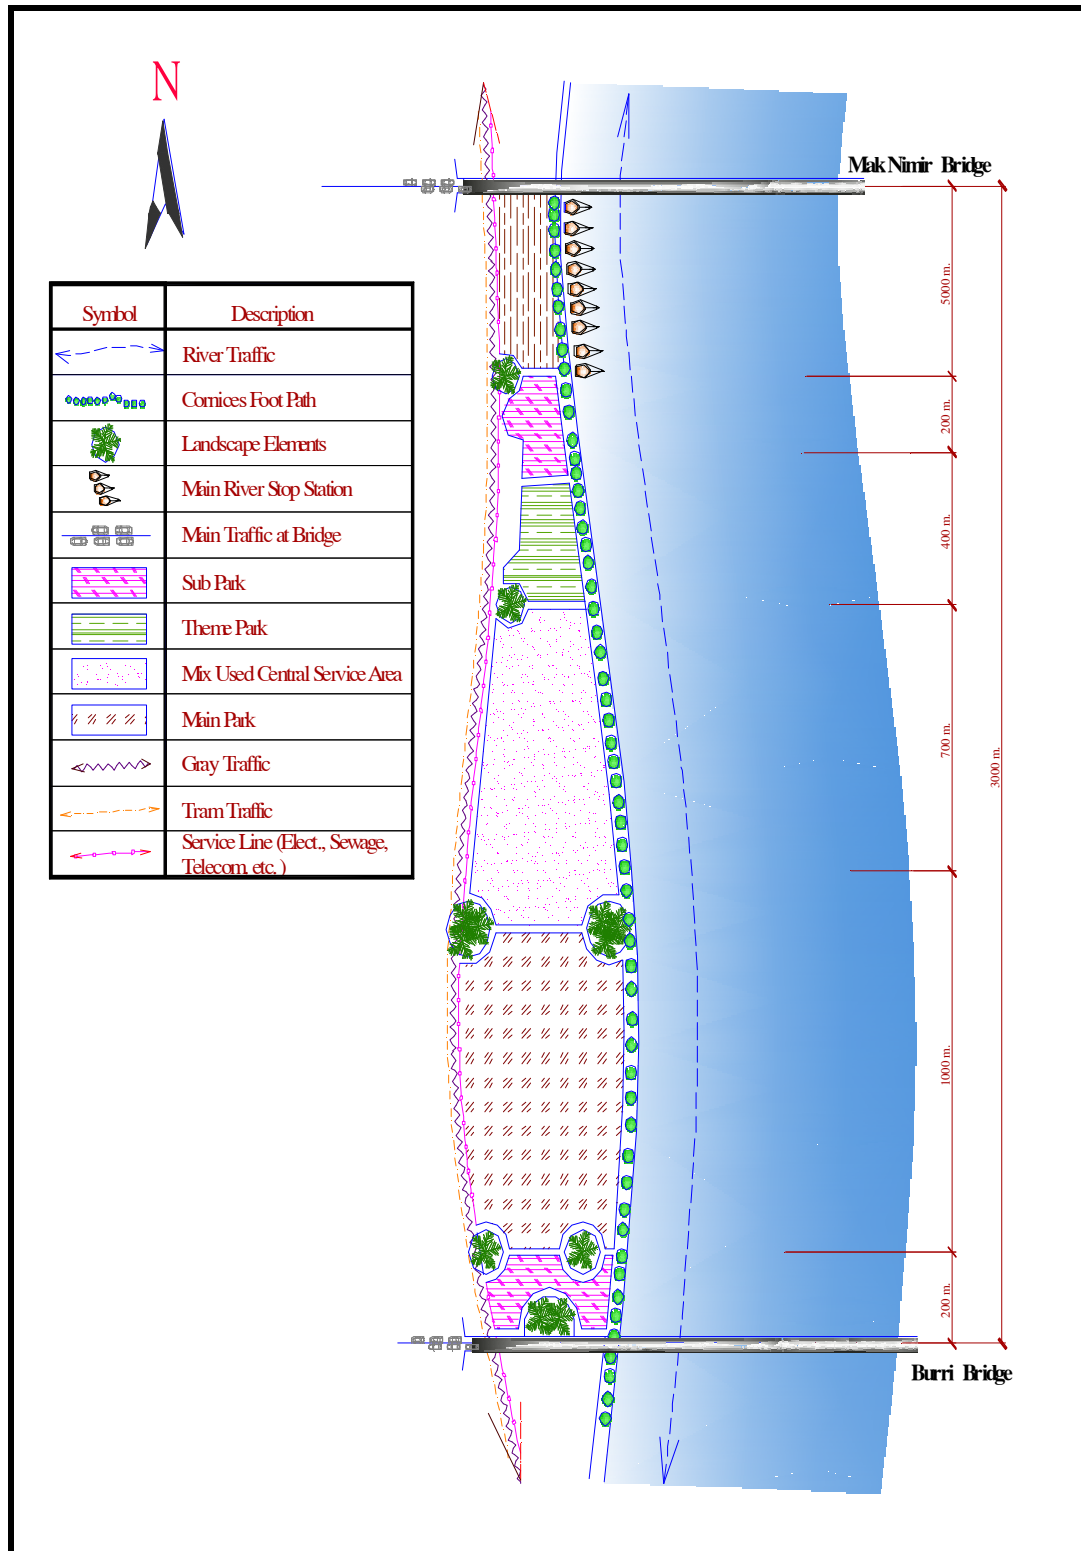 N
Mak Nimir Bridge
Symbol Description
River Traffic
Cornices Foot Path
Landscape Elements
Main River Stop Station
Main Traffic at Bridge
Sub Park
Theme Park
Mix Used Central Service Area
Main Park
Gray Traffic
Tram Traffic
Service Line (Elect., Sewage,
Telecom. etc. )
5000 m.
200 m.
400 m.
700 m.
3000 m.
1000 m.
200 m.
Burri Bridge